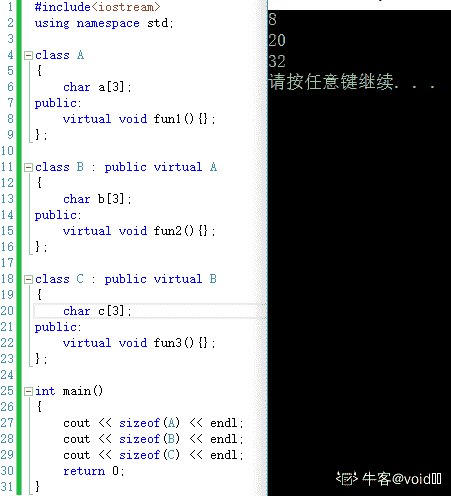 1 #include<iostream>
2 using namespace std;
3
4 class A
5 {
6 char a[3];
7 public:
8 virtual void fun1(){};
9 };
10
11 class B : public virtual A
12 {
13 char b[3];
14 public:
15 virtual void fun2(){};
16 };
17
18 class C : public virtual B
19 {
20 char c[3];
21 public:
22 virtual void fun3(){};
23 };
24
25 int main()
26 {
27 cout << sizeof(A) << endl;
28 cout << sizeof(B) << endl;
29 cout << sizeof(C) << endl;
30 return 0;
31 }
8
20
32
请按任意键继续. . .
牛客@void